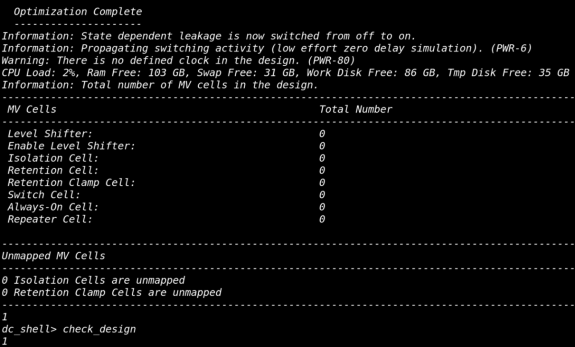 Optimization Complete
---------------------
Information: State dependent leakage is now switched from off to on.
Information: Propagating switching activity (low effort zero delay simulation). (PWR-6)
Warning: There is no defined clock in the design. (PWR-80)
CPU Load: 2%, Ram Free: 103 GB, Swap Free: 31 GB, Work Disk Free: 86 GB, Tmp Disk Free: 35 GB
Information: Total number of MV cells in the design.
-----------------------------------------------------------------------------------------------
MV Cells Total Number
-----------------------------------------------------------------------------------------------
Level Shifter: 0
Enable Level Shifter: 0
Isolation Cell: 0
Retention Cell: 0
Retention Clamp Cell: 0
Switch Cell: 0
Always-On Cell: 0
Repeater Cell: 0
-----------------------------------------------------------------------------------------------
Unmapped MV Cells
-----------------------------------------------------------------------------------------------
0 Isolation Cells are unmapped
0 Retention Clamp Cells are unmapped
-----------------------------------------------------------------------------------------------
1
dc_shell> check_design
1